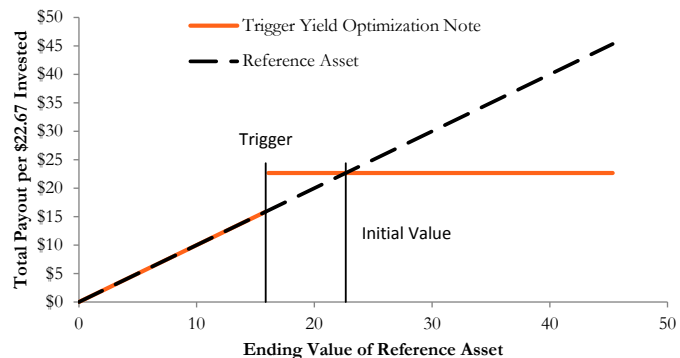 $50
$45
$40
$35
$30
$25
$20
$15
$10
$5
$0
Total Payout per $22.67 Invested
Trigger Yield Optimization Note
Reference Asset
Trigger
Initial Value
0
10
20
30
40
50
Ending Value of Reference Asset